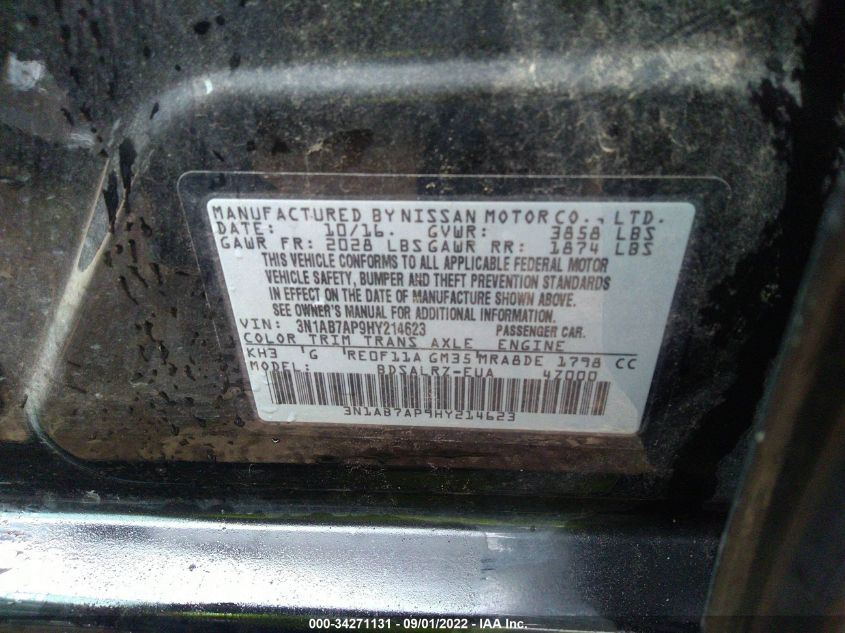 MANUFACTURED BY NISSAN MOTOR CO., LTD.
DATE: 10/16. GVWR: 3858 LBS
GAWR FR: 2028 LBS GAWR RR: 1874 LBS
THIS VEHICLE CONFORMS TO ALL APPLICABLE FEDERAL MOTOR
VEHICLE SAFETY, BUMPER AND THEFT PREVENTION STANDARDS
IN EFFECT ON THE DATE OF MANUFACTURE SHOWN ABOVE.
SEE OWNER'S MANUAL FOR ADDITIONAL INFORMATION.
VIN: 3N1AB7AP9HY214623 PASSENGER CAR.
COLOR TRIM TRANS AXLE ENGINE
KH3 G RE0F11A GM35 MRA8DE 1798 CC
MODEL: BDSALRZ-EUA 47000
3N1AB7AP9HY214623
000-34271131 - 09/01/2022 - IAA Inc.